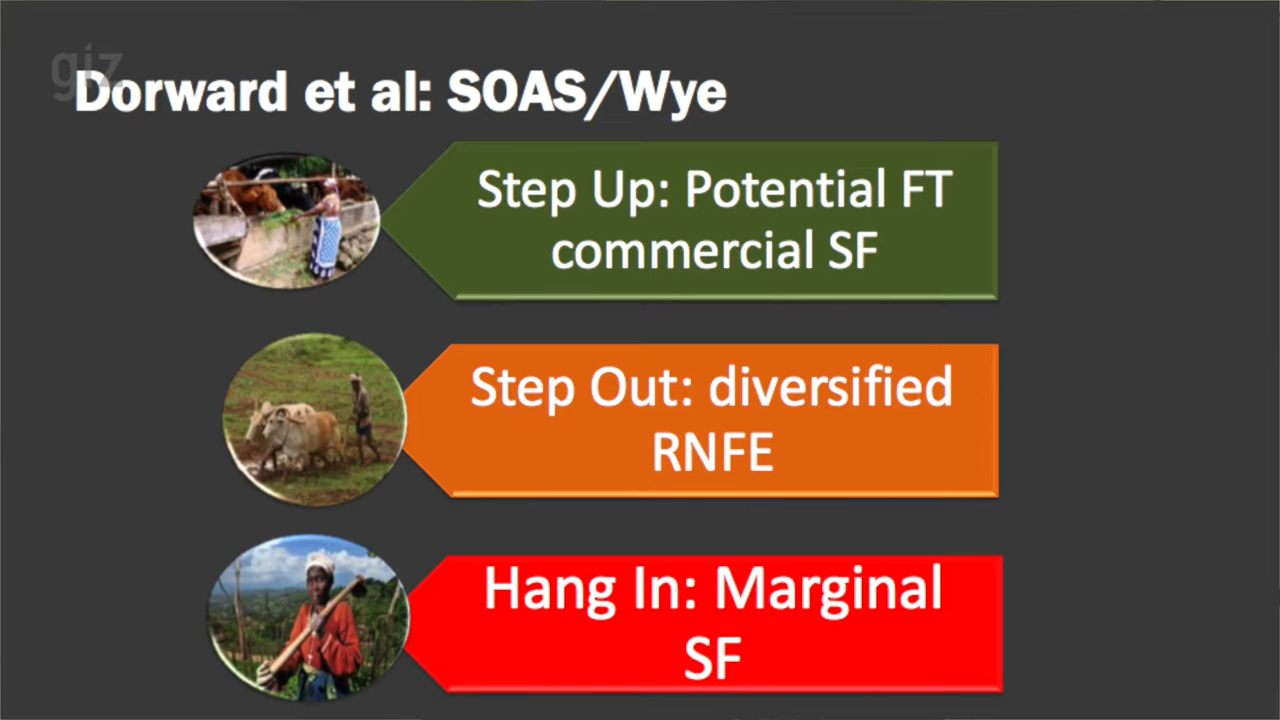 giz
Dorward et al: SOAS/Wye
Step Up: Potential FT
commercial SF
Step Out: diversified
RNFE
Hang In: Marginal
SF